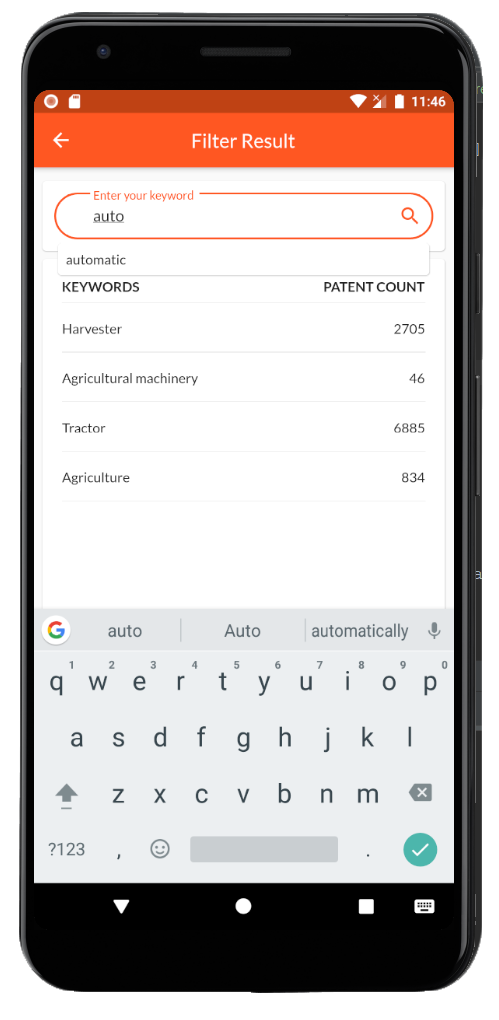 11:46
Filter Result
Enter your keyword
auto
automatic
KEYWORDS PATENT COUNT
Harvester 2705
Agricultural machinery 46
Tractor 6885
Agriculture 834
G auto Auto automatically
1 2 3 4 5 6 7 8 9 0
q w e r t y u i o p
a s d f g h j k l
z x c v b n m
?123 , .